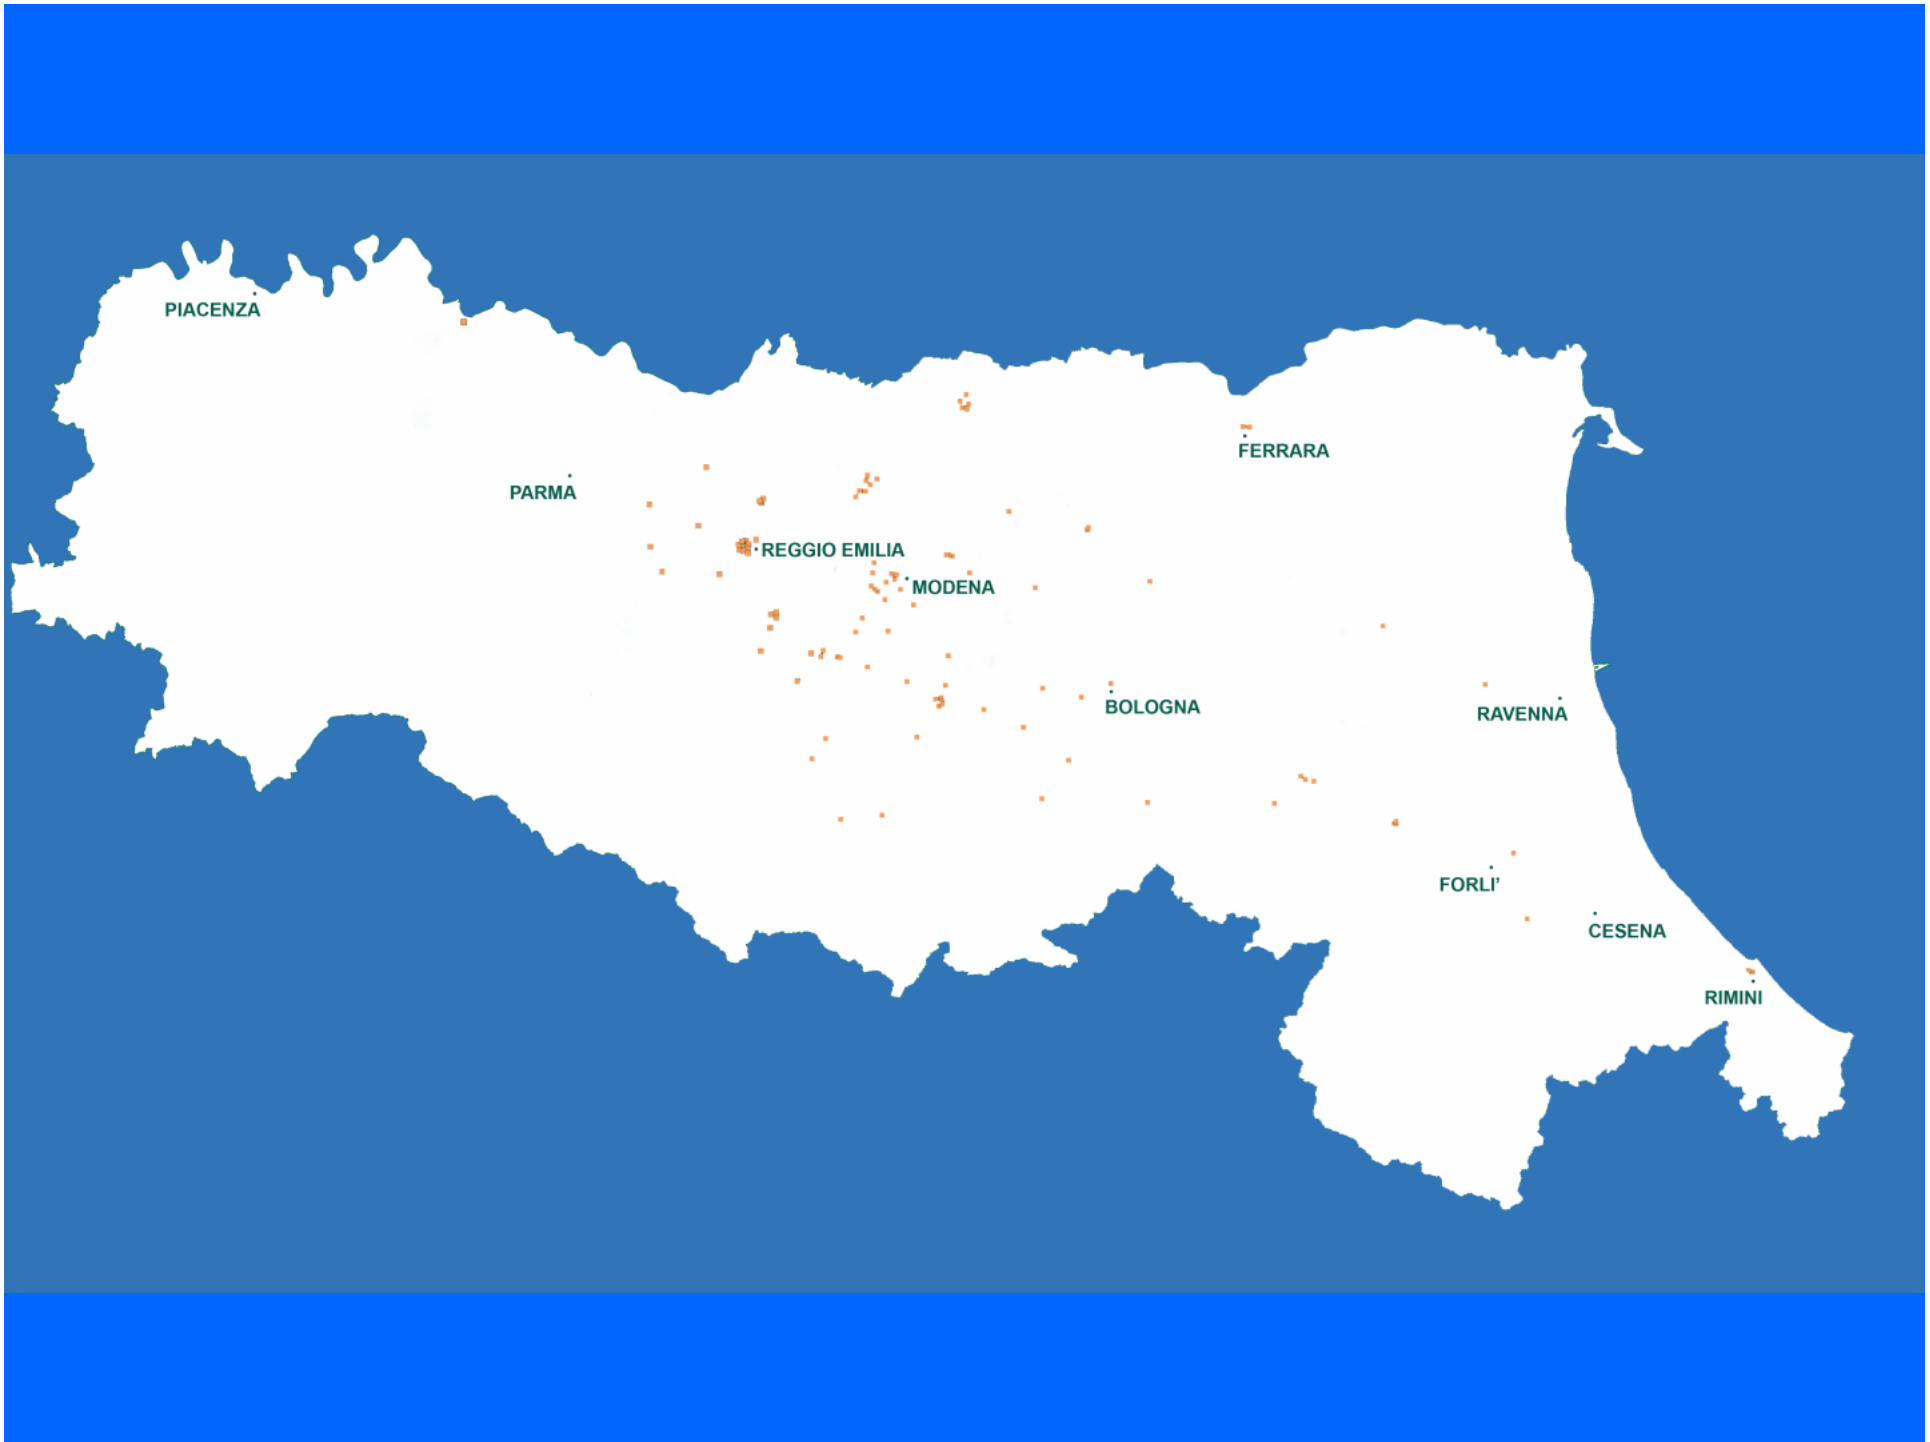 PIACENZA
FERRARA
PARMA
REGGIO EMILIA
MODENA
BOLOGNA
RAVENNA
FORLI’
CESENA
RIMINI